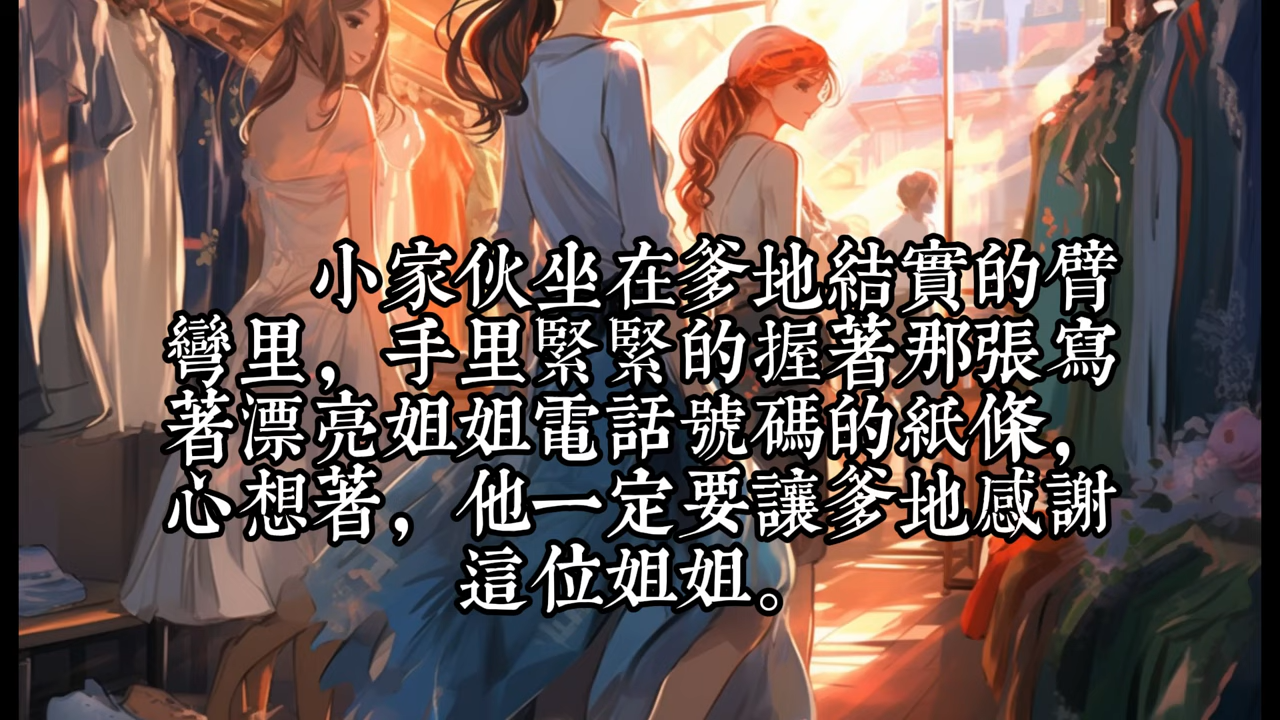 小家伙坐在爹地結實的臂
彎里，手里緊緊的握著那張寫
著漂亮姐姐電話號碼的紙條，
心想著，他一定要讓爹地感謝
這位姐姐。